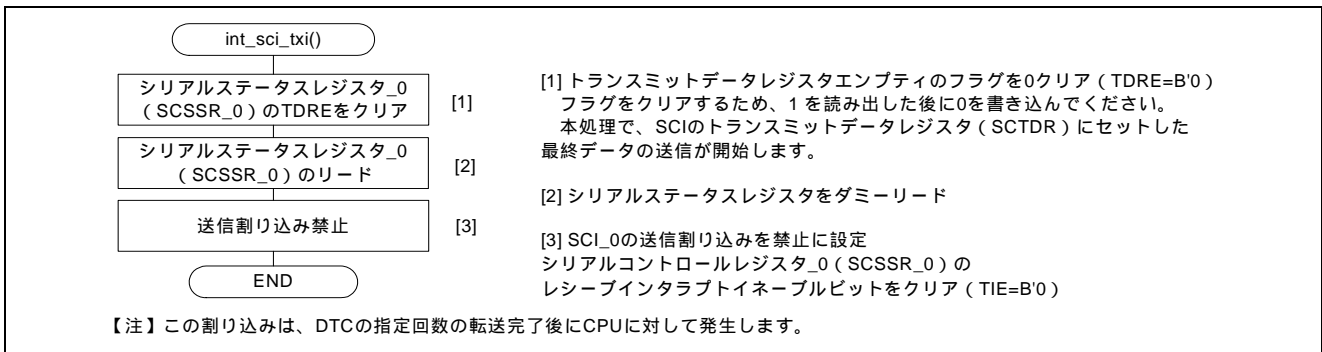 int_sci_txi()
シリアルステータスレジスタ_0
（SCSSR_0）のTDREをクリア
[1]
シリアルステータスレジスタ_0
（SCSSR_0）のリード
[2]
送信割り込み禁止
[3]
END
[1] トランスミットデータレジスタエンプティのフラグを0クリア（TDRE=B'0）
フラグをクリアするため、1 を読み出した後に0を書き込んでください。
本処理で、SCIのトランスミットデータレジスタ（SCTDR）にセットした
最終データの送信が開始します。
[2] シリアルステータスレジスタをダミーリード
[3] SCI_0の送信割り込みを禁止に設定
シリアルコントロールレジスタ_0（SCSSR_0）の
レシーブインタラプトイネーブルビットをクリア（TIE=B'0）
【注】この割り込みは、DTCの指定回数の転送完了後にCPUに対して発生します。